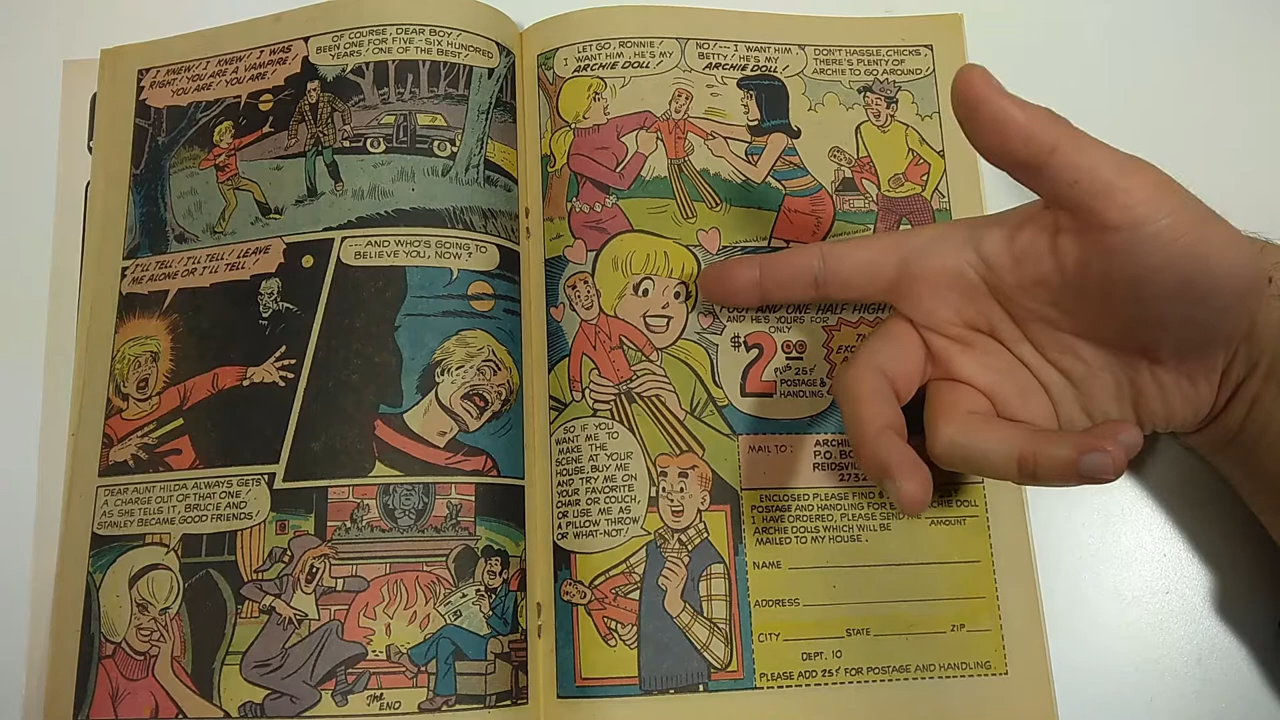 I KNEW! I KNEW! I WAS
RIGHT! YOU ARE A VAMPIRE!
YOU ARE! YOU ARE!
OF COURSE, DEAR BOY!
BEEN ONE FOR FIVE-SIX HUNDRED
YEARS! ONE OF THE BEST!
I'LL TELL! I'LL TELL! LEAVE
ME ALONE OR I'LL TELL!
---AND WHO'S GOING TO
BELIEVE YOU, NOW?
DEAR AUNT HILDA ALWAYS GETS
A CHARGE OUT OF THAT ONE!
AS SHE TELLS IT, BRUCIE AND
STANLEY BECAME GOOD FRIENDS!
The
END
LET GO, RONNIE!
I WANT HIM, HE'S MY
ARCHIE DOLL!
NO!--- I WANT HIM,
BETTY! HE'S MY
ARCHIE DOLL!
DON'T HASSLE, CHICKS,
THERE'S PLENTY OF
ARCHIE TO GO AROUND!
FOOT AND ONE HALF HIGH!
AND HE'S YOURS FOR
ONLY
$2.00
PLUS 25¢
POSTAGE &
HANDLING.
SO IF YOU
WANT ME TO
MAKE THE
SCENE AT YOUR
HOUSE, BUY ME
AND TRY ME ON
YOUR FAVORITE
CHAIR OR COUCH,
OR USE ME AS
A PILLOW THROW
OR WHAT-NOT!
MAIL TO:
P.O.
REIDSV
ENCLOSED PLEASE FIND $
POSTAGE AND HANDLING FOR ARCHIE DOLL
I HAVE ORDERED, PLEASE SEND ME
AMOUNT
ARCHIE DOLLS WHICH WILL BE
MAILED TO MY HOUSE.
NAME
ADDRESS
CITY STATE ZIP
DEPT. 10
PLEASE ADD 25¢ FOR POSTAGE AND HANDLING.